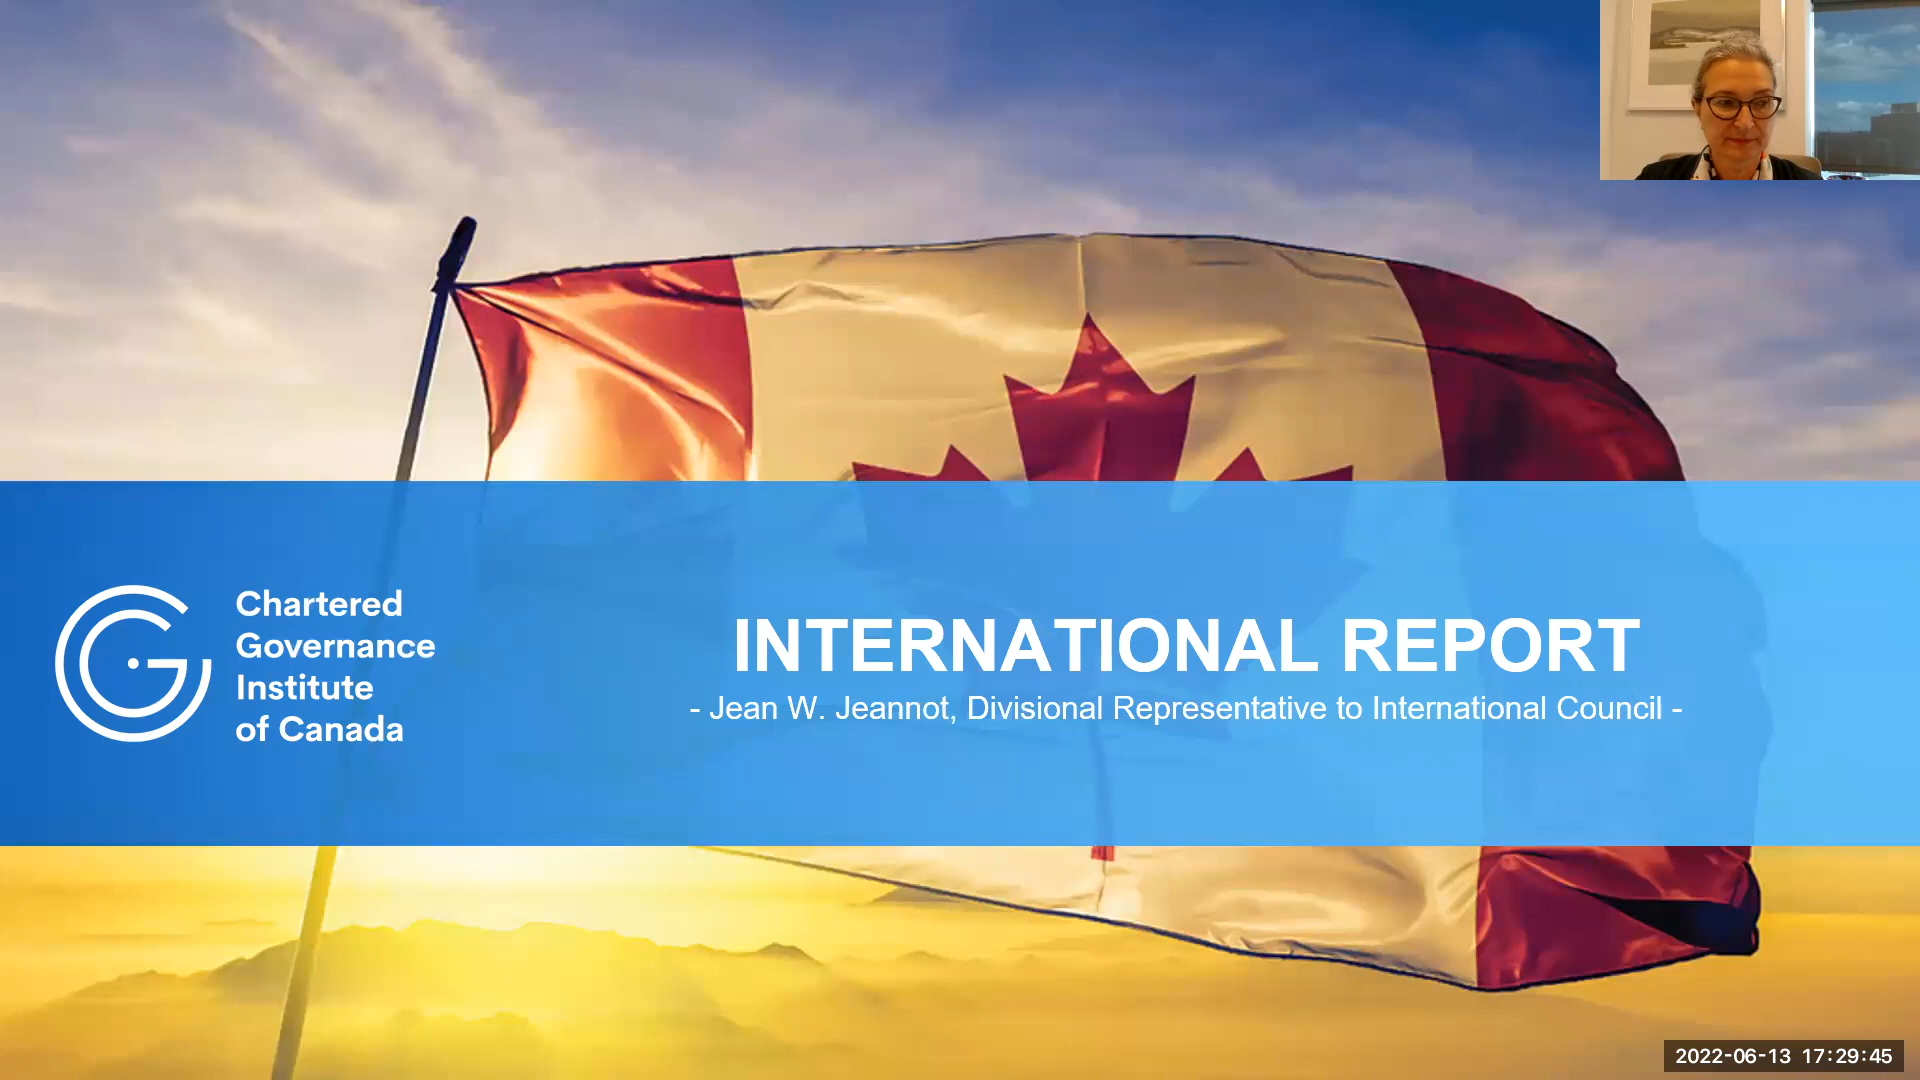 Chartered
Governance
Institute
of Canada
INTERNATIONAL REPORT
- Jean W. Jeannot, Divisional Representative to International Council -
2022-06-13 17:29:45